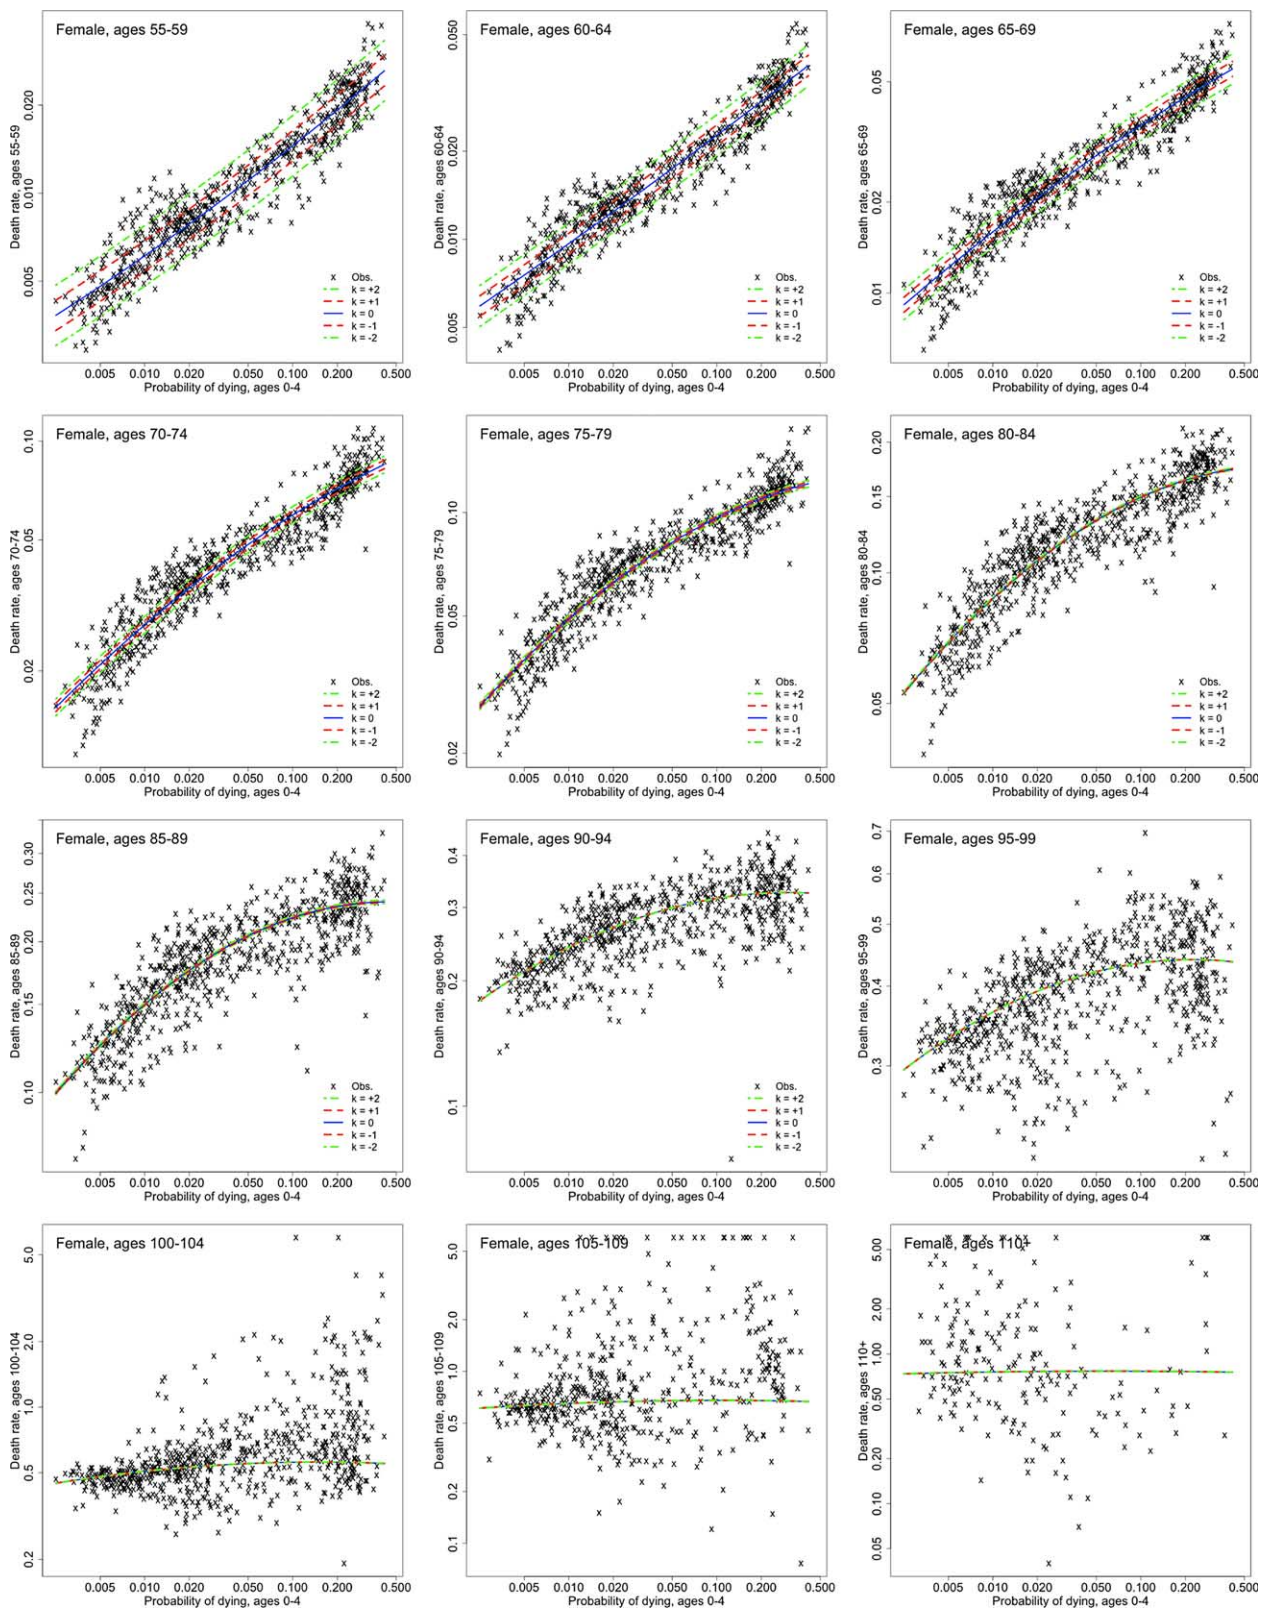 Female, ages 55-59
Death rate, ages 55-59
0.020
0.010
0.005
x Obs.
k = +2
k = +1
k = 0
k = -1
k = -2
0.005 0.010 0.020 0.050 0.100 0.200 0.500
Probability of dying, ages 0-4
Female, ages 60-64
Death rate, ages 60-64
0.050
0.020
0.010
0.005
x Obs.
k = +2
k = +1
k = 0
k = -1
k = -2
0.005 0.010 0.020 0.050 0.100 0.200 0.500
Probability of dying, ages 0-4
Female, ages 65-69
Death rate, ages 65-69
0.05
0.02
0.01
x Obs.
k = +2
k = +1
k = 0
k = -1
k = -2
0.005 0.010 0.020 0.050 0.100 0.200 0.500
Probability of dying, ages 0-4
Female, ages 70-74
Death rate, ages 70-74
0.10
0.05
0.02
x Obs.
k = +2
k = +1
k = 0
k = -1
k = -2
0.005 0.010 0.020 0.050 0.100 0.200 0.500
Probability of dying, ages 0-4
Female, ages 75-79
Death rate, ages 75-79
0.10
0.05
0.02
x Obs.
k = +2
k = +1
k = 0
k = -1
k = -2
0.005 0.010 0.020 0.050 0.100 0.200 0.500
Probability of dying, ages 0-4
Female, ages 80-84
Death rate, ages 80-84
0.20
0.15
0.10
0.05
x Obs.
k = +2
k = +1
k = 0
k = -1
k = -2
0.005 0.010 0.020 0.050 0.100 0.200 0.500
Probability of dying, ages 0-4
Female, ages 85-89
Death rate, ages 85-89
0.30
0.25
0.20
0.15
0.10
x Obs.
k = +2
k = +1
k = 0
k = -1
k = -2
0.005 0.010 0.020 0.050 0.100 0.200 0.500
Probability of dying, ages 0-4
Female, ages 90-94
Death rate, ages 90-94
0.4
0.3
0.2
0.1
x Obs.
k = +2
k = +1
k = 0
k = -1
k = -2
0.005 0.010 0.020 0.050 0.100 0.200 0.500
Probability of dying, ages 0-4
Female, ages 95-99
Death rate, ages 95-99
0.7
0.6
0.5
0.4
0.3
0.005 0.010 0.020 0.050 0.100 0.200 0.500
Probability of dying, ages 0-4
Female, ages 100-104
Death rate, ages 100-104
5.0
2.0
1.0
0.5
0.2
0.005 0.010 0.020 0.050 0.100 0.200 0.500
Probability of dying, ages 0-4
Female, ages 105-109
Death rate, ages 105-109
5.0
2.0
1.0
0.5
0.2
0.1
0.005 0.010 0.020 0.050 0.100 0.200 0.500
Probability of dying, ages 0-4
Female, ages 110+
Death rate, ages 110+
5.00
2.00
1.00
0.50
0.20
0.10
0.05
0.005 0.010 0.020 0.050 0.100 0.200 0.500
Probability of dying, ages 0-4